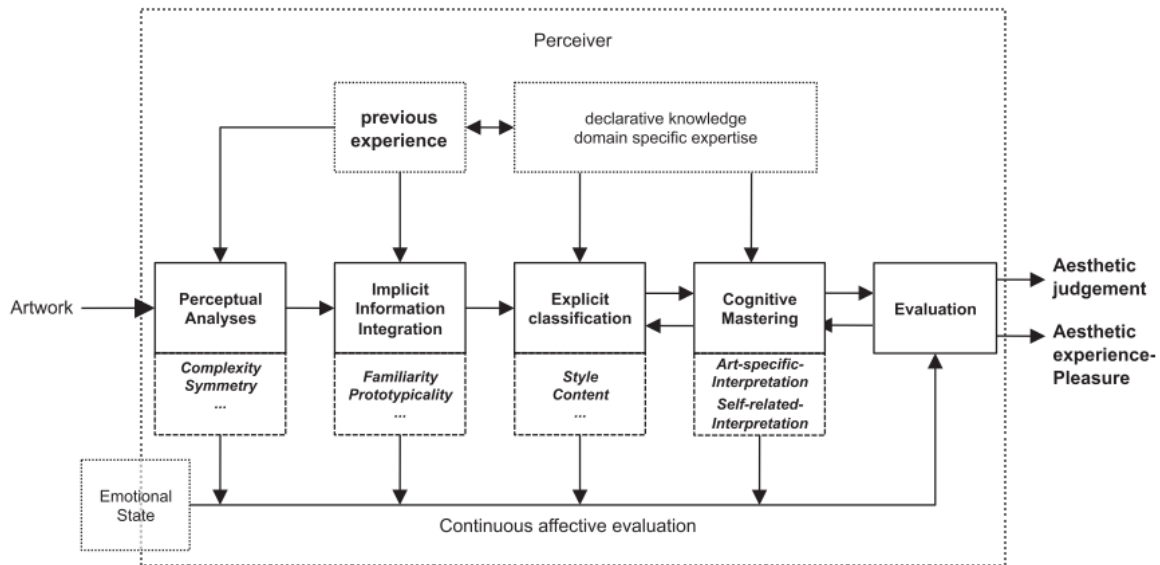 Perceiver
previous
experience
declarative knowledge
domain specific expertise
Artwork
Perceptual
Analyses
Complexity
Symmetry
...
Implicit
Information
Integration
Familiarity
Prototypicality
...
Explicit
classification
Style
Content
...
Cognitive
Mastering
Art-specific-
Interpretation
Self-related-
Interpretation
Evaluation
Aesthetic
judgement
Aesthetic
experience-
Pleasure
Emotional
State
Continuous affective evaluation